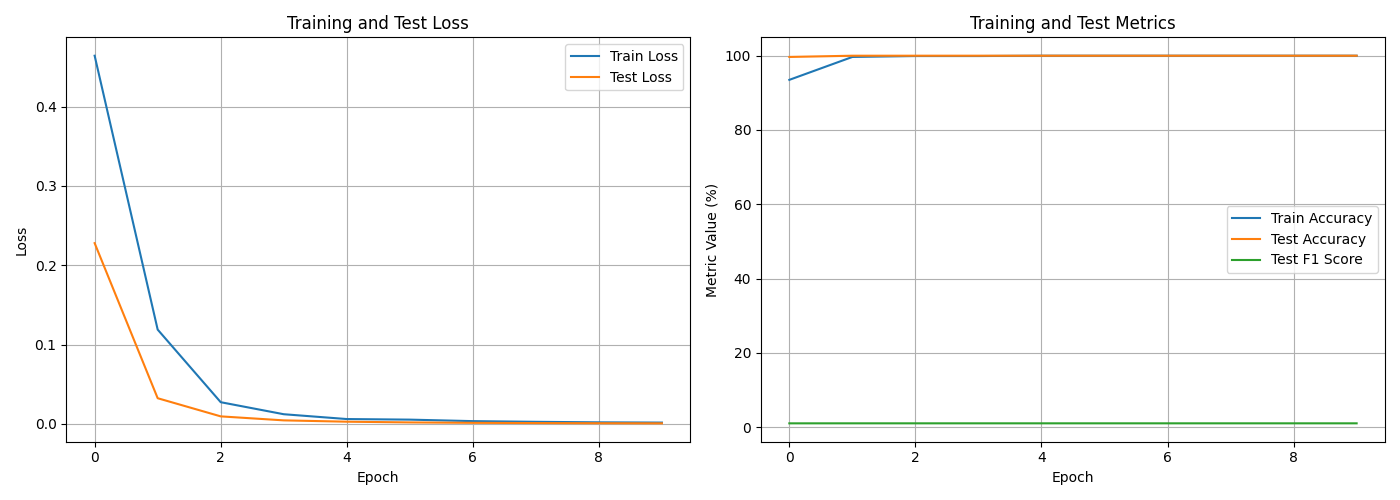 Training and Test Loss
Train Loss
Test Loss
0.4
0.3
0.2
0.1
0.0
Loss
0
2
4
6
8
Epoch
Training and Test Metrics
100
80
60
40
20
0
Metric Value (%)
Train Accuracy
Test Accuracy
Test F1 Score
0
2
4
6
8
Epoch